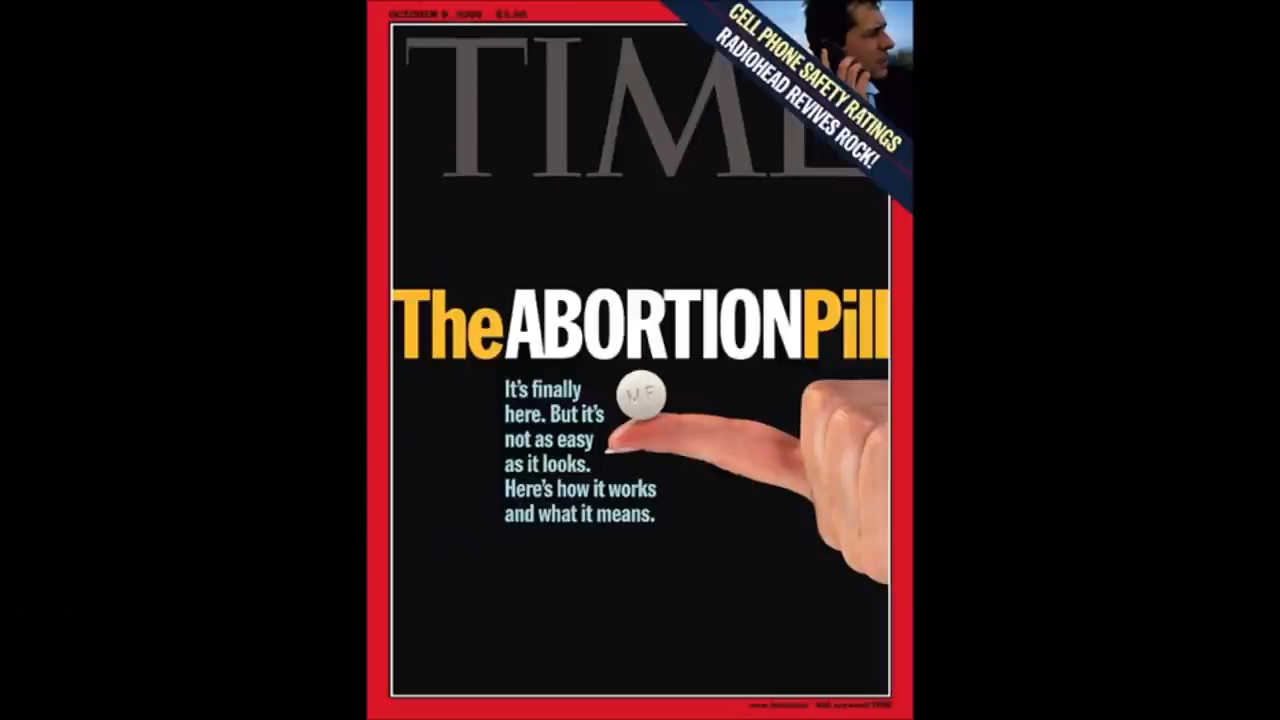 TIME
CELL PHONE SAFETY RATINGS
RADIOHEAD REVIVES ROCK!
The ABORTION Pill
It's finally
here. But it's
not as easy
as it looks.
Here's how it works
and what it means.
MF